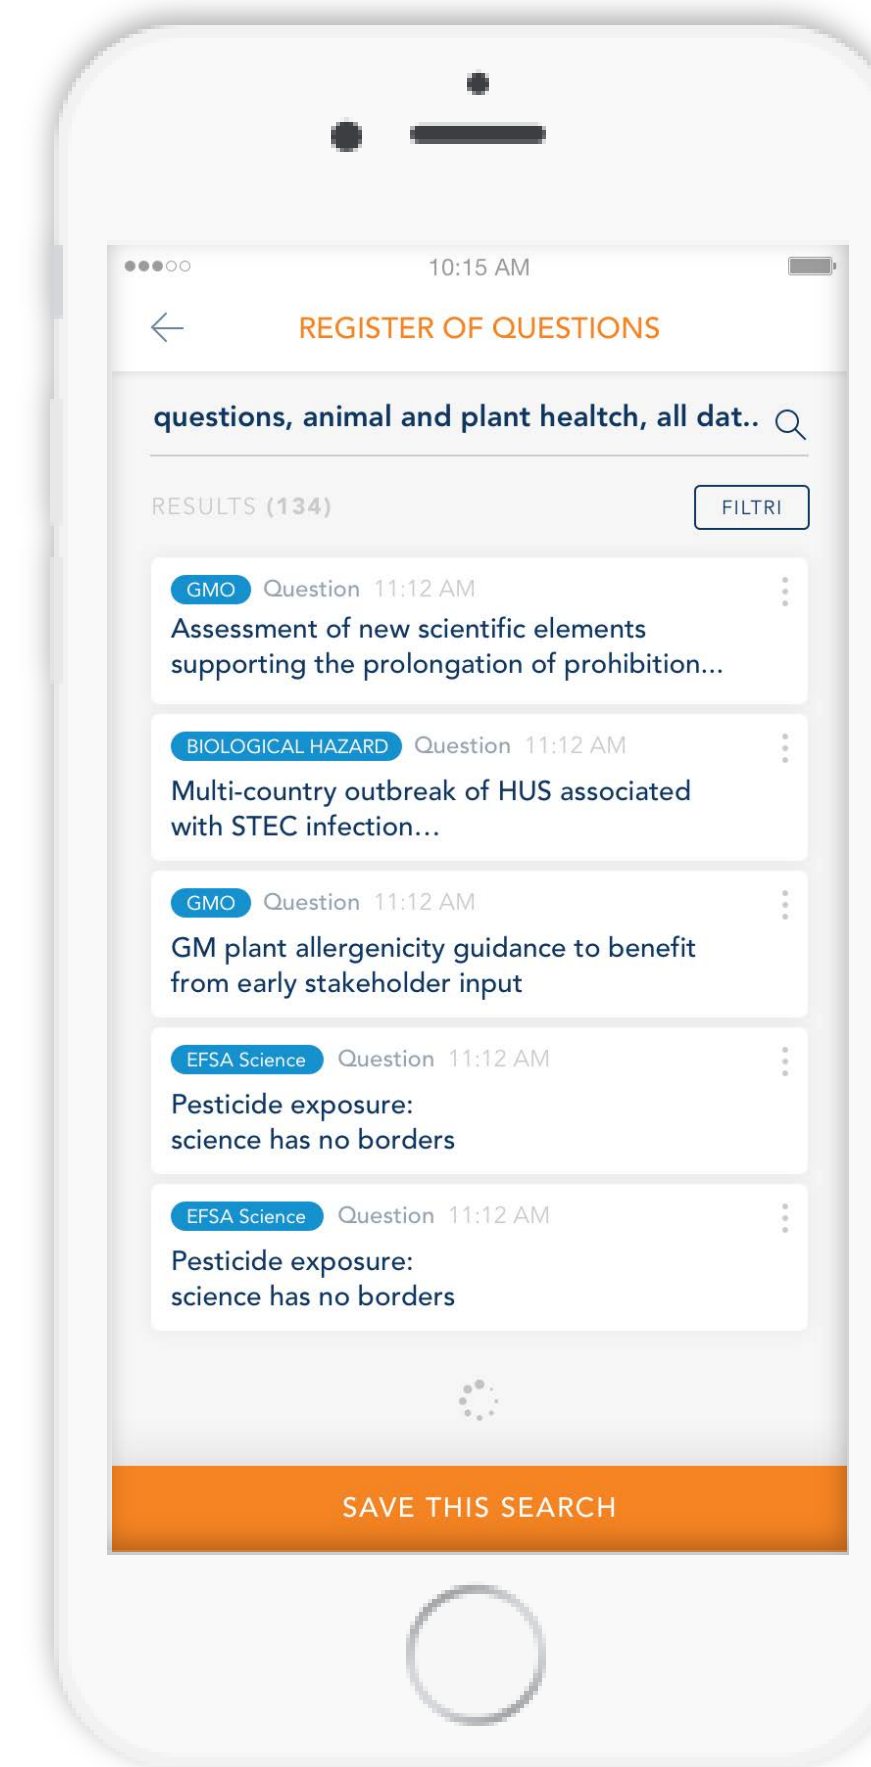 10:15 AM
REGISTER OF QUESTIONS
questions, animal and plant healtch, all dat..
RESULTS (134)
FILTRI
GMO Question 11:12 AM
Assessment of new scientific elements
supporting the prolongation of prohibition...
BIOLOGICAL HAZARD Question 11:12 AM
Multi-country outbreak of HUS associated
with STEC infection...
GMO Question 11:12 AM
GM plant allergenicity guidance to benefit
from early stakeholder input
EFSA Science Question 11:12 AM
Pesticide exposure:
science has no borders
EFSA Science Question 11:12 AM
Pesticide exposure:
science has no borders
SAVE THIS SEARCH